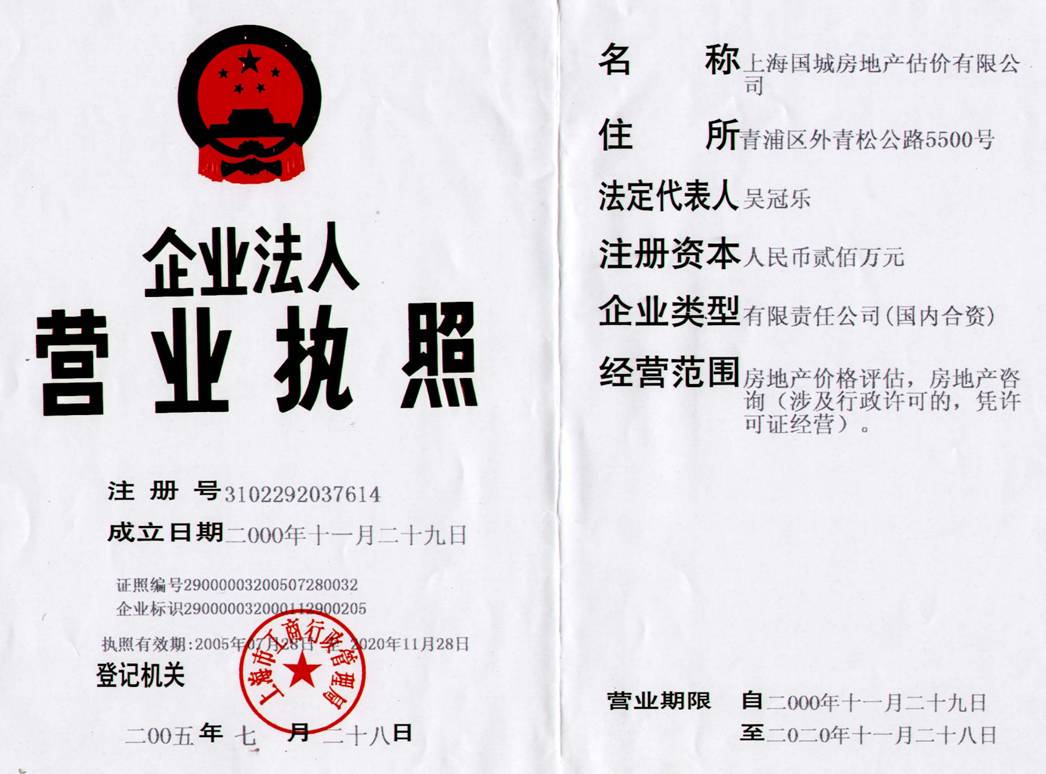 企业法人
营业执照
注册号3102292037614
成立日期二000年十一月二十九日
证照编号29000003200507280032
企业标识29000003200011​2900205
执照有效期:2005年07月28日 至 2020年11月28日
登记机关
上海市工商行政管理局
二00五年七月二十八日
名称上海国城房地产估价有限公
司
住所青浦区外青松公路5500号
法定代表人吴冠乐
注册资本人民币贰佰万元
企业类型有限责任公司(国内合资)
经营范围房地产价格评估，房地产咨
询（涉及行政许可的，凭许
可证经营）。
营业期限 自二000年十一月二十九日
至二0二0年十一月二十八日